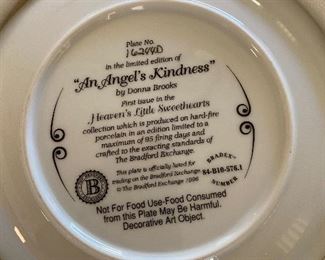 Plate No.
16244D
in the limited edition of
"An Angel's Kindness"
by Donna Brooks
First issue in the
Heaven's Little Sweethearts
collection which is produced on hard-fire
porcelain in an edition limited to a
maximum of 95 firing days and
crafted to the exacting standards of
The Bradford Exchange.
This plate is officially listed for
trading on the Bradford Exchange
by the Bradford Exchange 1996
B
BRADEX
84-B10-576.1
NUMBER
Not For Food Use-Food Consumed
from this Plate May Be Harmful.
Decorative Art Object.